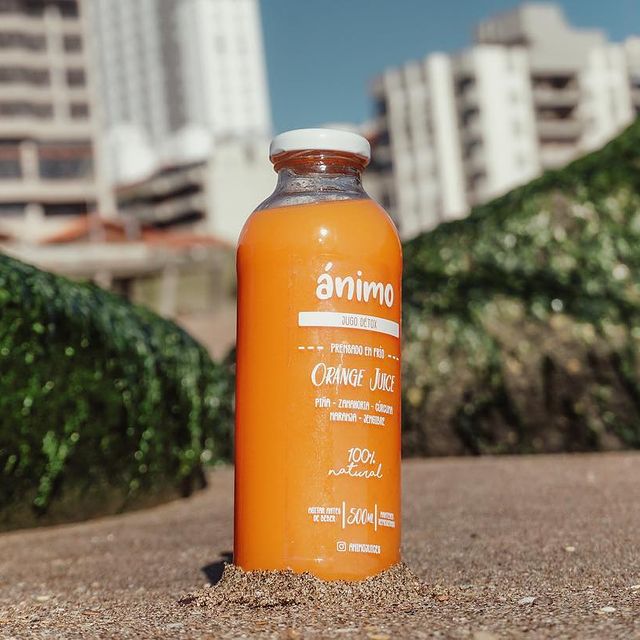 ánimo
JUGO DETOX
PRENSADO EN FRÍO
ORANGE JUICE
PIÑA - ZANAHORIA - CÚRCUMA
NARANJA - JENGIBRE
100%
natural
AGITAR ANTES
DE BEBER
500ml
MANTENER
REFRIGERADO